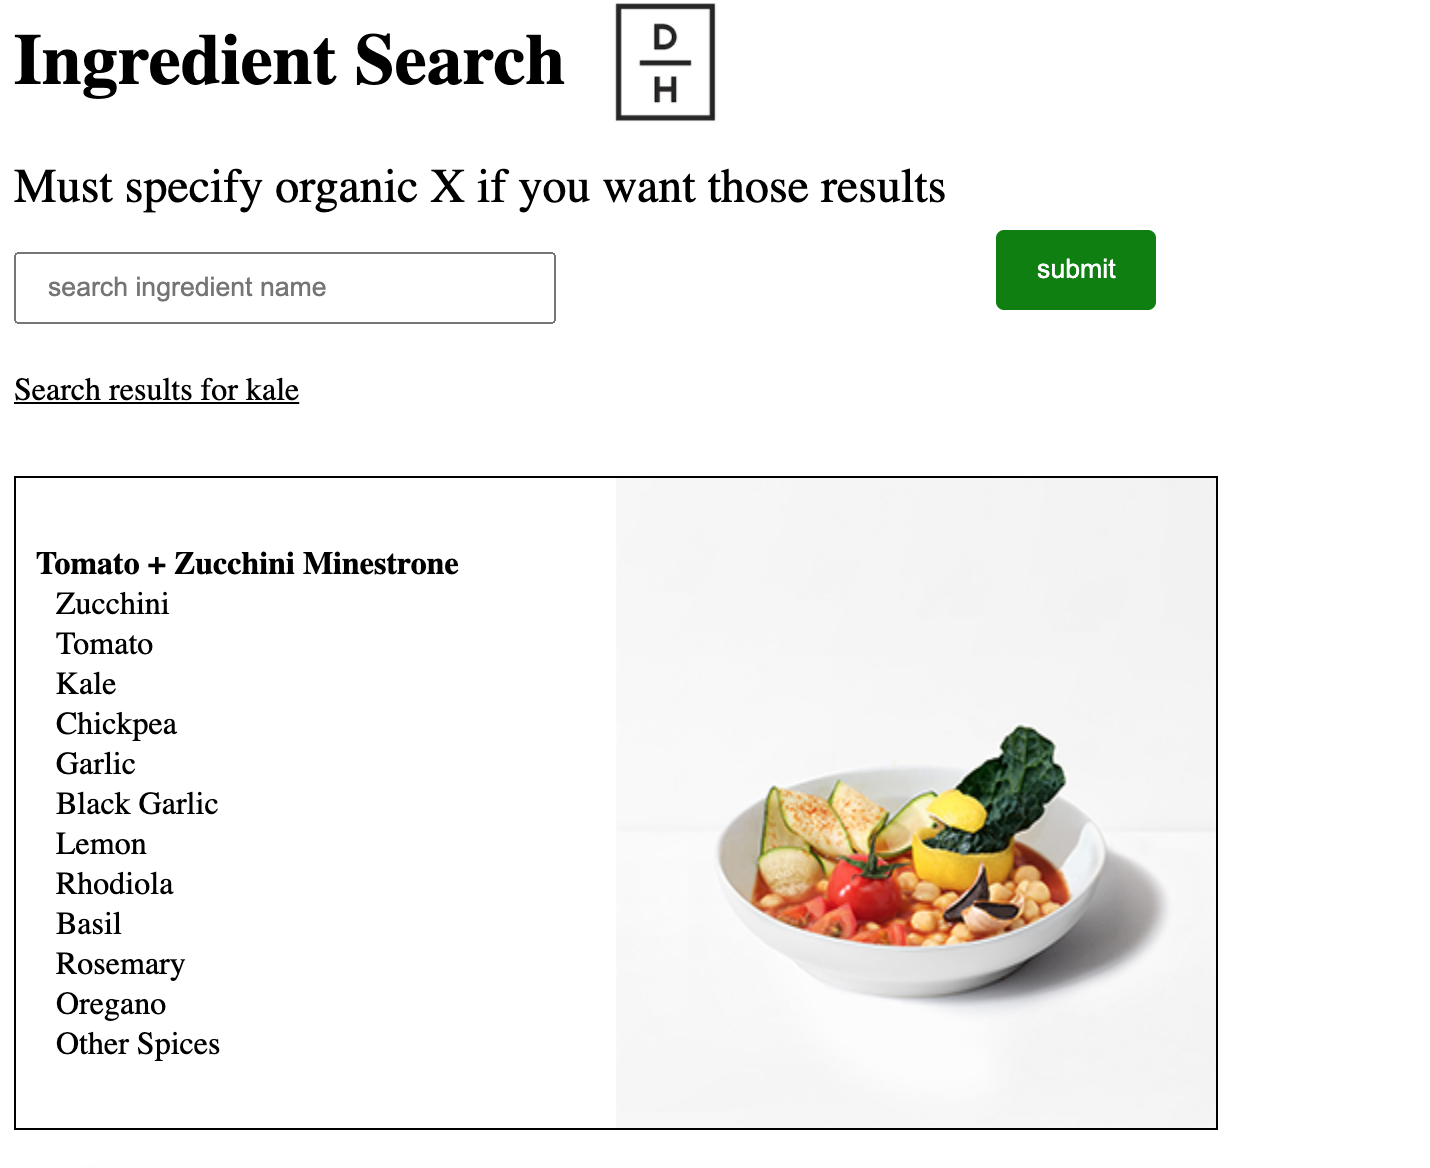 Ingredient Search
D
H
Must specify organic X if you want those results
search ingredient name
submit
Search results for kale
Tomato + Zucchini Minestrone
Zucchini
Tomato
Kale
Chickpea
Garlic
Black Garlic
Lemon
Rhodiola
Basil
Rosemary
Oregano
Other Spices